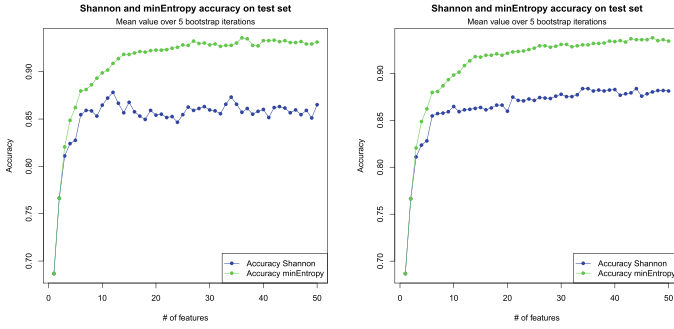 Shannon and minEntropy accuracy on test set
Mean value over 5 bootstrap iterations
Accuracy
0.90
0.85
0.80
0.75
0.70
Accuracy Shannon
Accuracy minEntropy
0 10 20 30 40 50
# of features
Shannon and minEntropy accuracy on test set
Mean value over 5 bootstrap iterations
Accuracy
0.90
0.85
0.80
0.75
0.70
Accuracy Shannon
Accuracy minEntropy
0 10 20 30 40 50
# of features